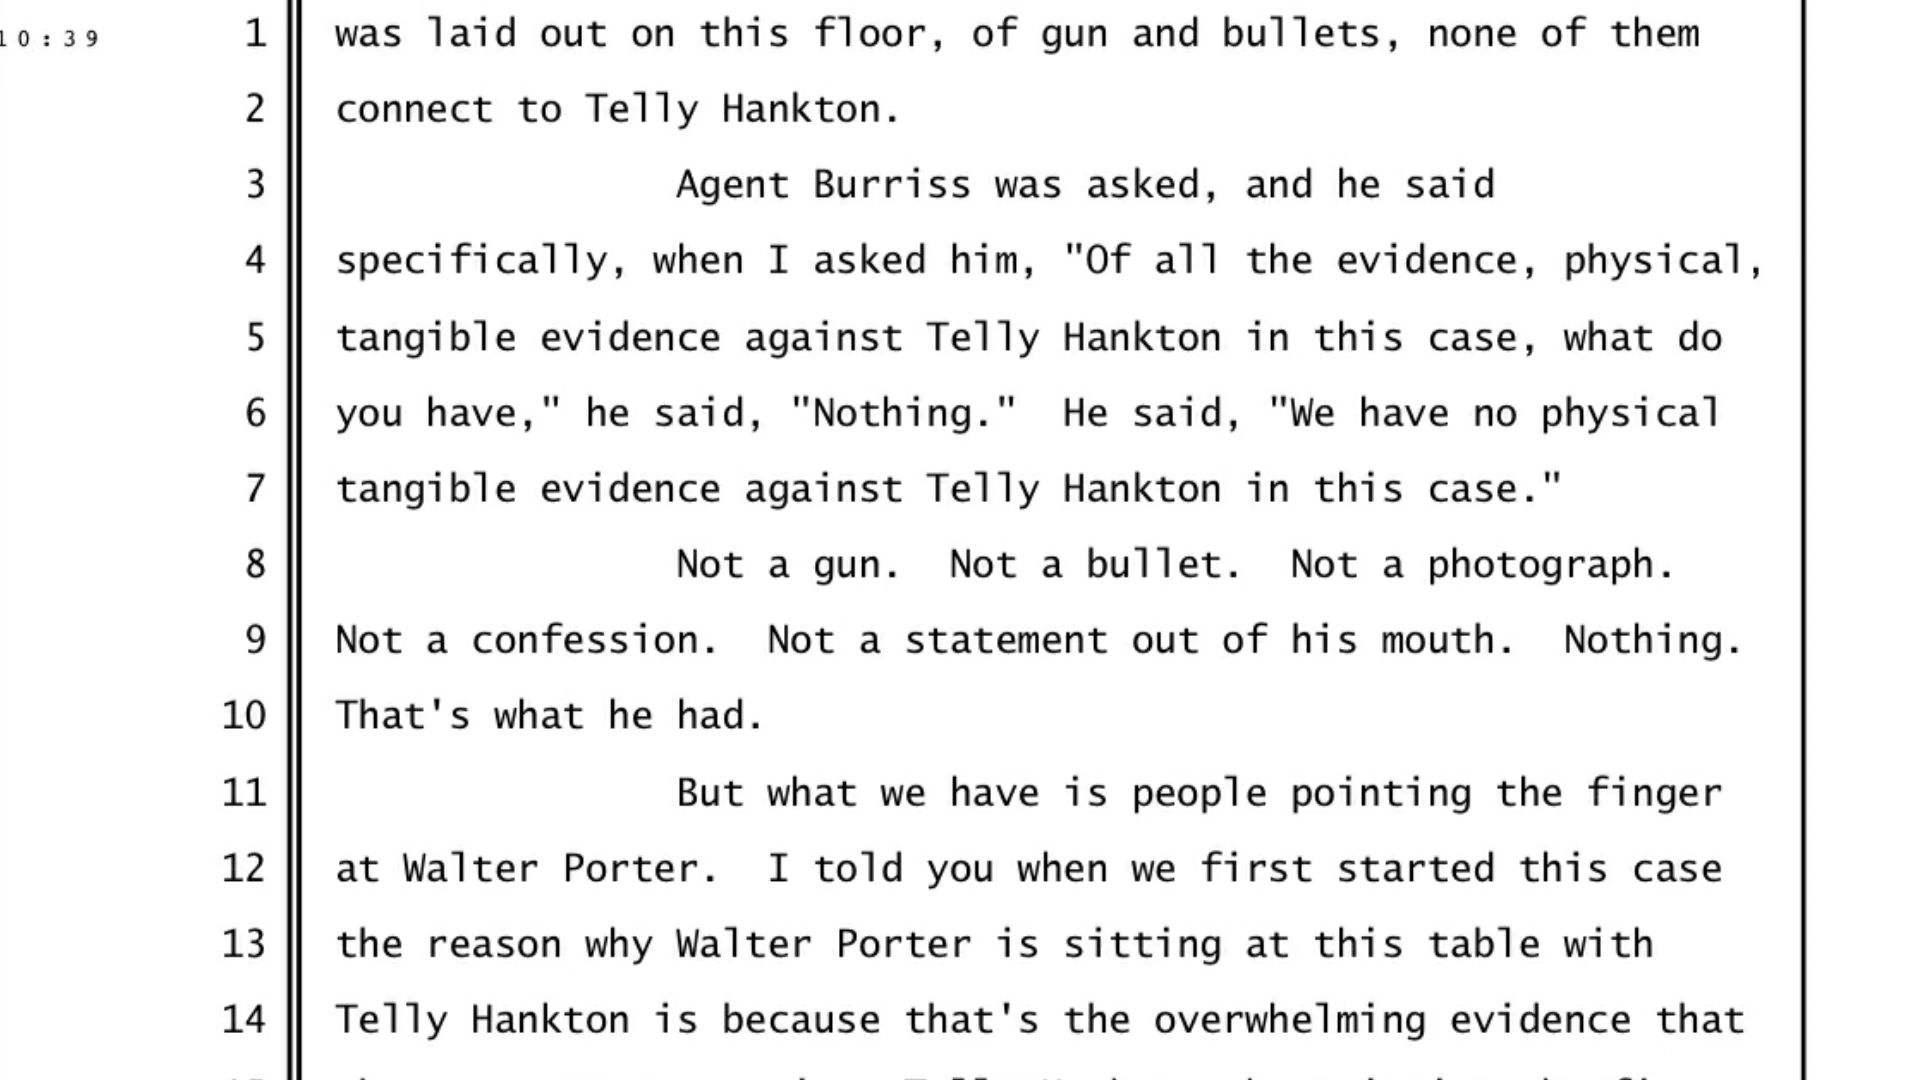 10:39 1 was laid out on this floor, of gun and bullets, none of them
2 connect to Telly Hankton.
3 Agent Burriss was asked, and he said
4 specifically, when I asked him, "Of all the evidence, physical,
5 tangible evidence against Telly Hankton in this case, what do
6 you have," he said, "Nothing."  He said, "We have no physical
7 tangible evidence against Telly Hankton in this case."
8 Not a gun.  Not a bullet.  Not a photograph.
9 Not a confession.  Not a statement out of his mouth.  Nothing.
10 That's what he had.
11 But what we have is people pointing the finger
12 at Walter Porter.  I told you when we first started this case
13 the reason why Walter Porter is sitting at this table with
14 Telly Hankton is because that's the overwhelming evidence that